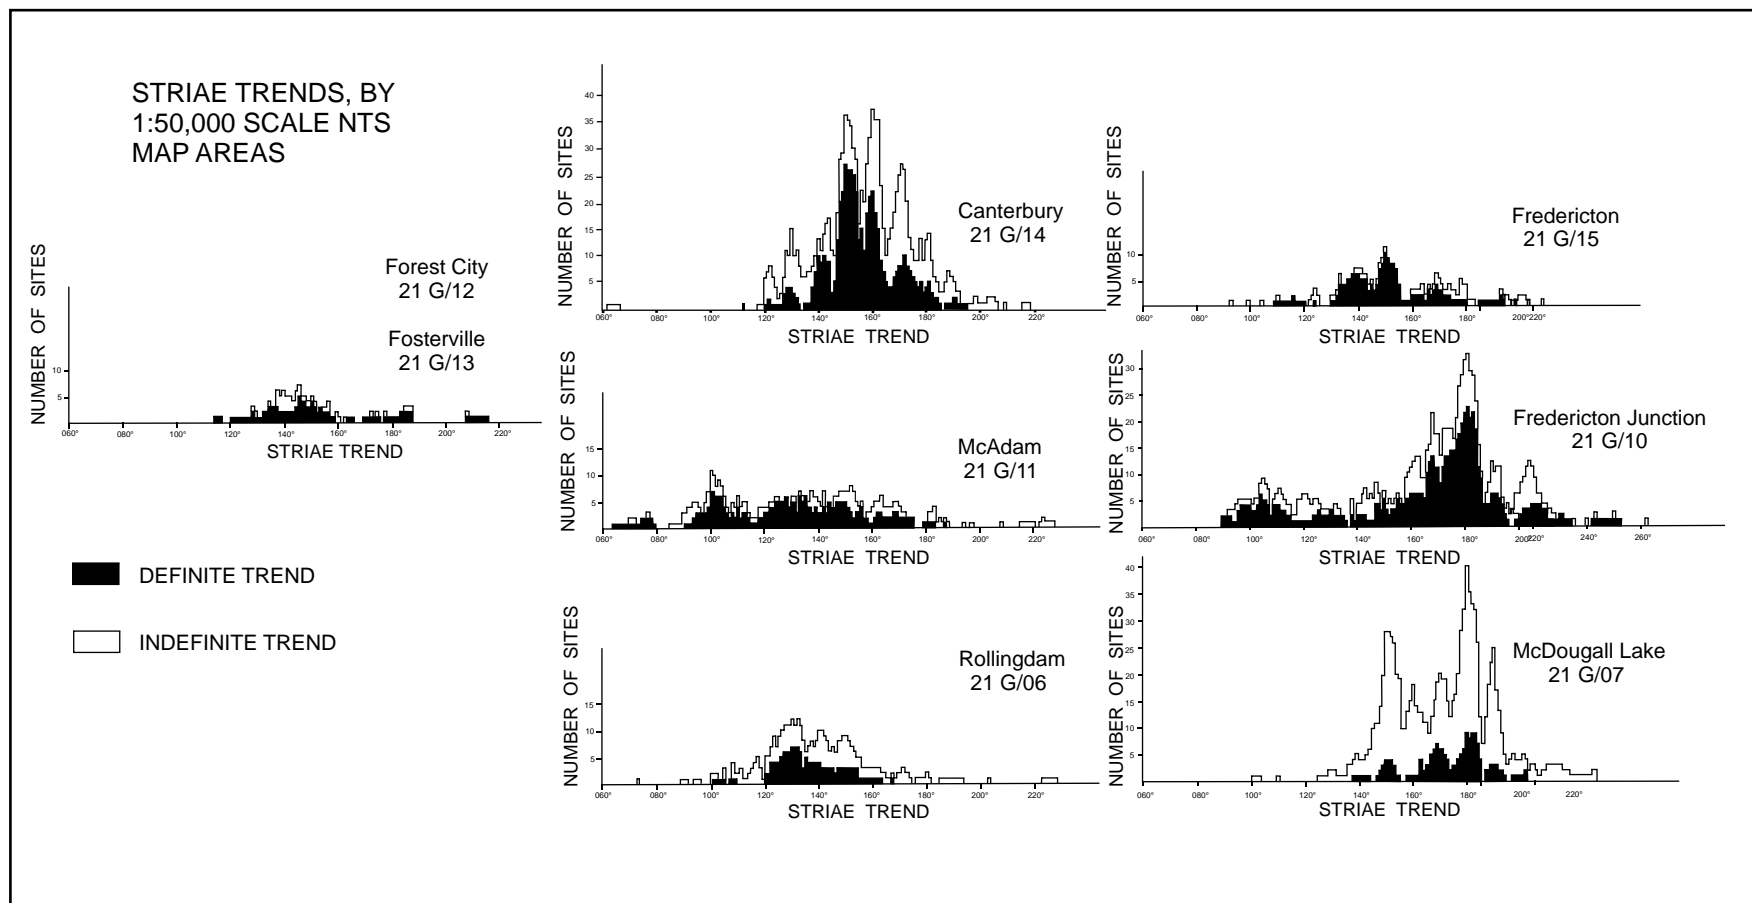 STRIAE TRENDS, BY
1:50,000 SCALE NTS
MAP AREAS
NUMBER OF SITES
Forest City
21 G/12
Fosterville
21 G/13
10
5
060° 080° 100° 120° 140° 160° 180° 200° 220°
STRIAE TREND
DEFINITE TREND
INDEFINITE TREND
NUMBER OF SITES
Canterbury
21 G/14
40
35
30
25
20
15
10
5
060° 080° 100° 120° 140° 160° 180° 200° 220°
STRIAE TREND
NUMBER OF SITES
McAdam
21 G/11
15
10
5
060° 080° 100° 120° 140° 160° 180° 200° 220°
STRIAE TREND
NUMBER OF SITES
Rollingdam
21 G/06
15
10
5
060° 080° 100° 120° 140° 160° 180° 200° 220°
STRIAE TREND
NUMBER OF SITES
Fredericton
21 G/15
10
5
060° 080° 100° 120° 140° 160° 180° 200° 220°
STRIAE TREND
NUMBER OF SITES
Fredericton Junction
21 G/10
30
25
20
15
10
5
060° 080° 100° 120° 140° 160° 180° 200° 220° 240° 260°
STRIAE TREND
NUMBER OF SITES
McDougall Lake
21 G/07
40
35
30
25
20
15
10
5
060° 080° 100° 120° 140° 160° 180° 200° 220°
STRIAE TREND